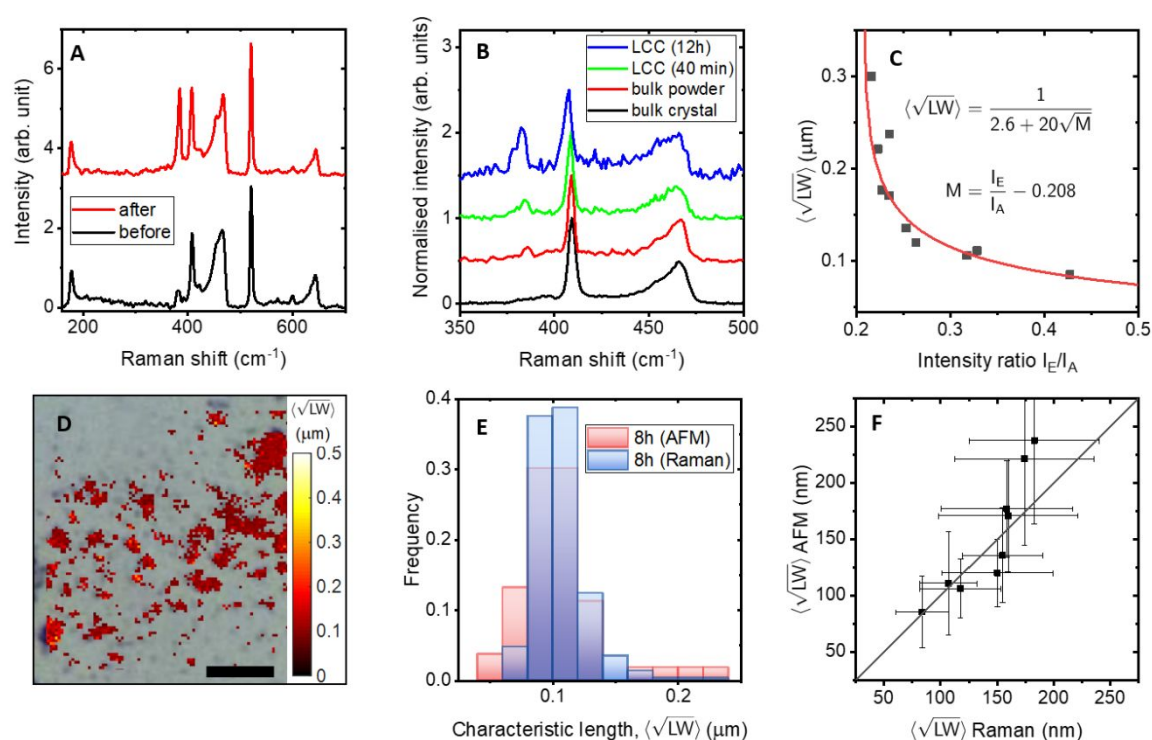 A
Intensity (arb. unit)
6
4
2
0
after
before
200
400
600
Raman shift (cm⁻¹)
B
Normalised intensity (arb. units)
3
2
1
0
LCC (12h)
LCC (40 min)
bulk powder
bulk crystal
350
400
450
500
Raman shift (cm⁻¹)
C
⟨√LW⟩ (μm)
0.3
0.2
0.1
⟨√LW⟩ = 1 / (2.6 + 20√M)
M = I_E / I_A − 0.208
0.2
0.3
0.4
0.5
Intensity ratio I_E/I_A
D
⟨√LW⟩
(μm)
0.5
0.4
0.3
0.2
0.1
0
E
Frequency
0.4
0.3
0.2
0.1
0.0
8h (AFM)
8h (Raman)
0.1
0.2
Characteristic length, ⟨√LW⟩ (μm)
F
⟨√LW⟩ AFM (nm)
250
200
150
100
50
50
100
150
200
250
⟨√LW⟩ Raman (nm)